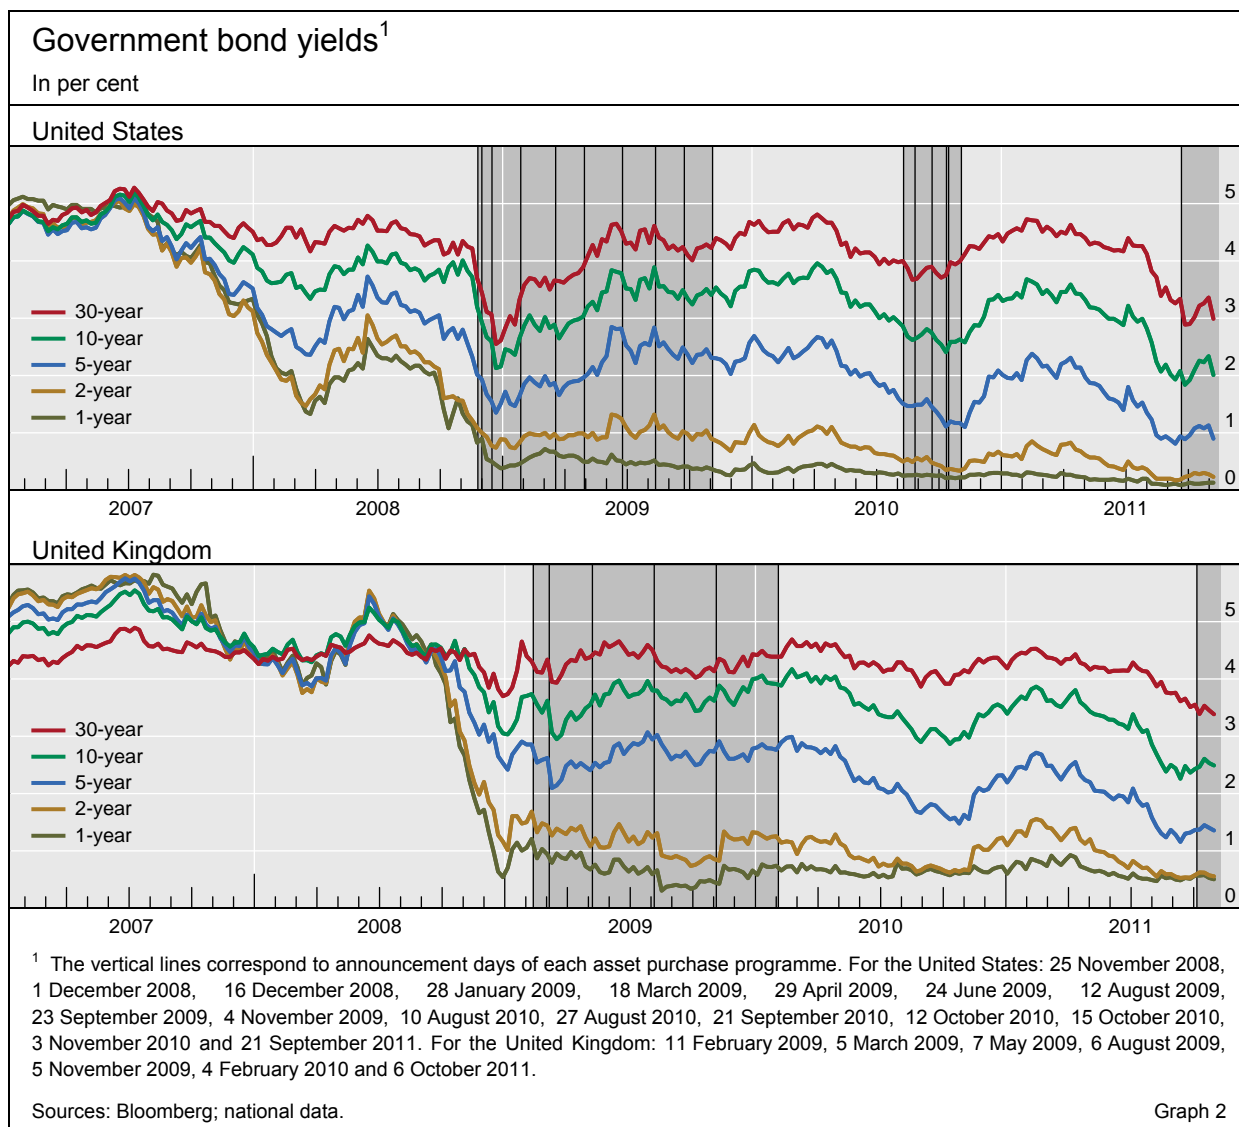 Government bond yields1
In per cent
United States
5
4
3
2
1
0
30-year
10-year
5-year
2-year
1-year
2007 2008 2009 2010 2011
United Kingdom
5
4
3
2
1
0
30-year
10-year
5-year
2-year
1-year
2007 2008 2009 2010 2011
1 The vertical lines correspond to announcement days of each asset purchase programme. For the United States: 25 November 2008,
1 December 2008, 16 December 2008, 28 January 2009, 18 March 2009, 29 April 2009, 24 June 2009, 12 August 2009,
23 September 2009, 4 November 2009, 10 August 2010, 27 August 2010, 21 September 2010, 12 October 2010, 15 October 2010,
3 November 2010 and 21 September 2011. For the United Kingdom: 11 February 2009, 5 March 2009, 7 May 2009, 6 August 2009,
5 November 2009, 4 February 2010 and 6 October 2011.
Sources: Bloomberg; national data. Graph 2